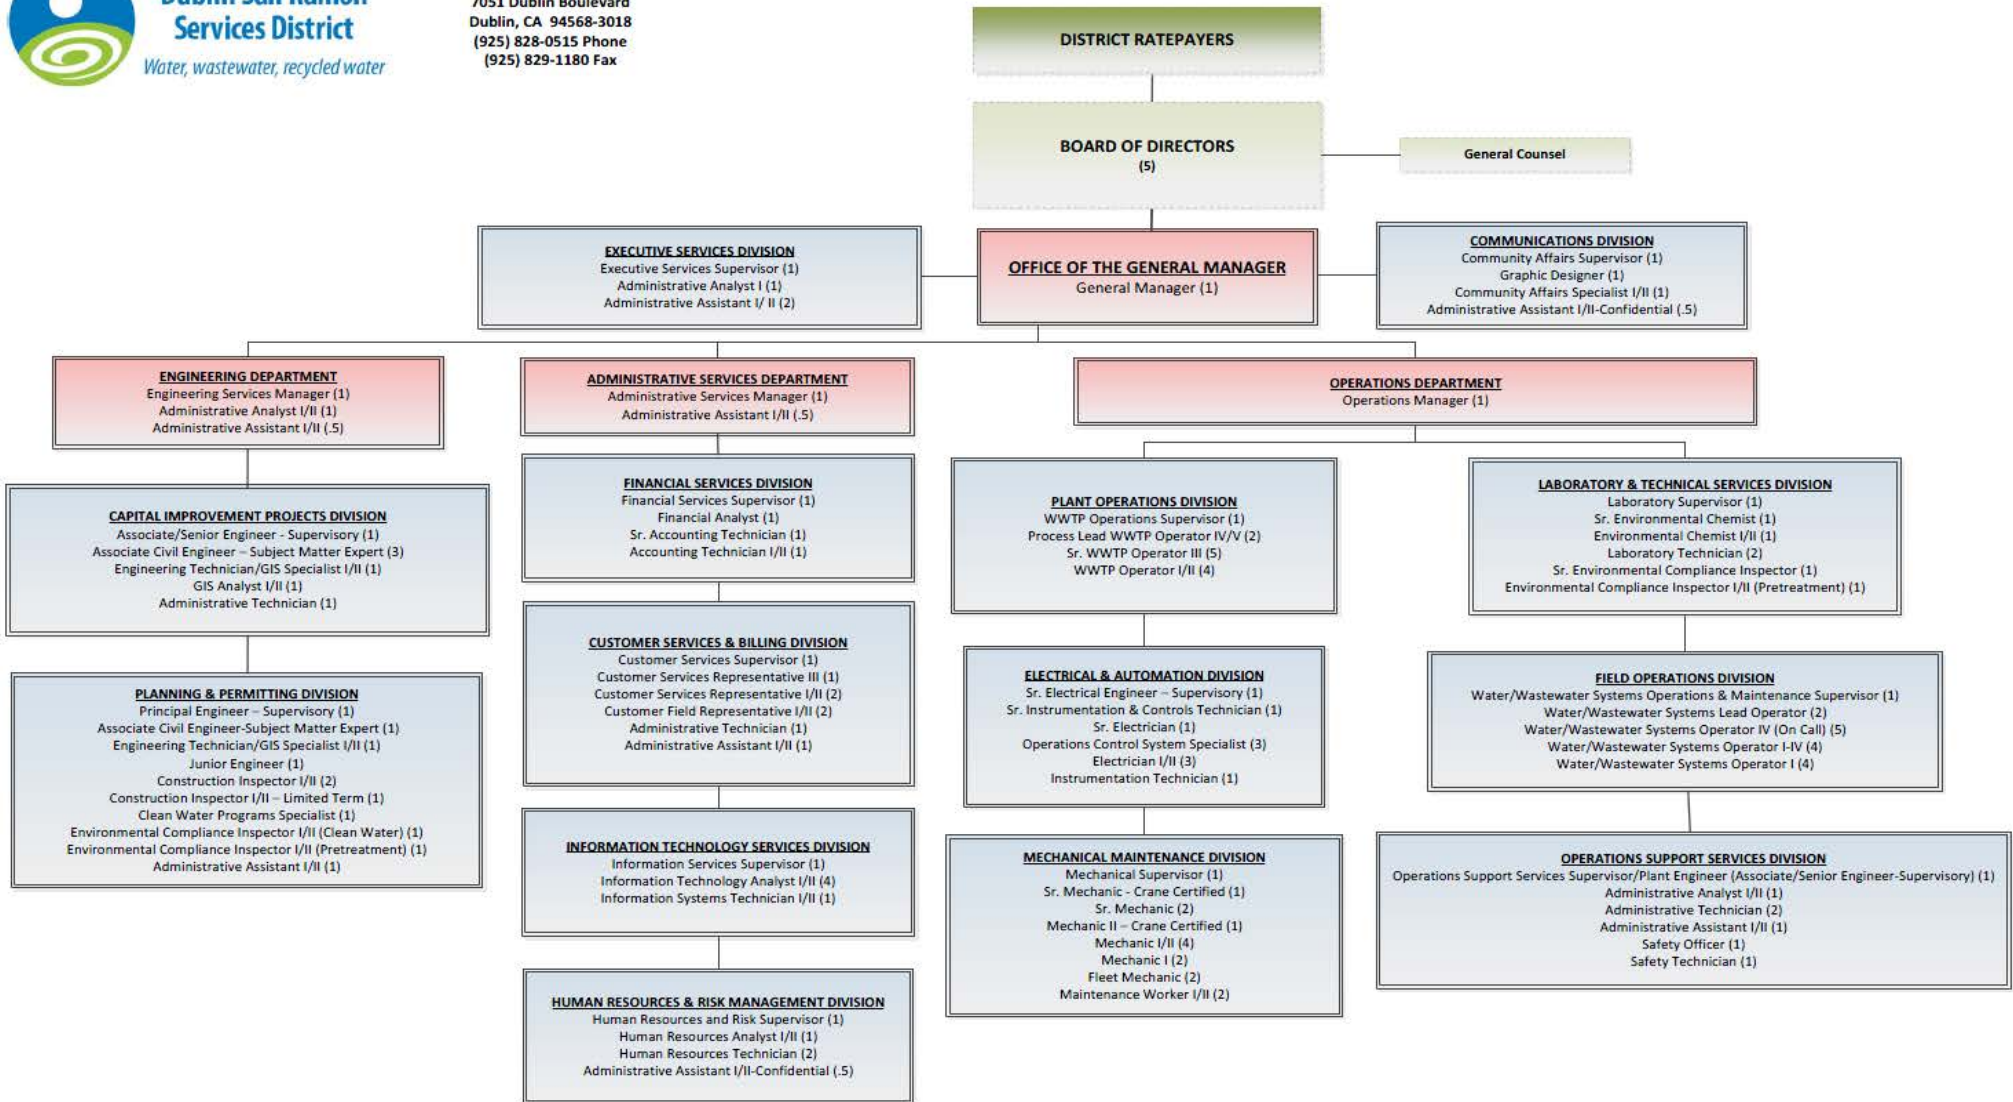 Dublin San Ramon
Services District
Water, wastewater, recycled water
7051 Dublin Boulevard
Dublin, CA 94568-3018
(925) 828-0515 Phone
(925) 829-1180 Fax
DISTRICT RATEPAYERS
BOARD OF DIRECTORS
(5)
General Counsel
EXECUTIVE SERVICES DIVISION
Executive Services Supervisor (1)
Administrative Analyst I (1)
Administrative Assistant I/ II (2)
OFFICE OF THE GENERAL MANAGER
General Manager (1)
COMMUNICATIONS DIVISION
Community Affairs Supervisor (1)
Graphic Designer (1)
Community Affairs Specialist I/II (1)
Administrative Assistant I/II-Confidential (.5)
ENGINEERING DEPARTMENT
Engineering Services Manager (1)
Administrative Analyst I/II (1)
Administrative Assistant I/II (.5)
ADMINISTRATIVE SERVICES DEPARTMENT
Administrative Services Manager (1)
Administrative Assistant I/II (.5)
OPERATIONS DEPARTMENT
Operations Manager (1)
CAPITAL IMPROVEMENT PROJECTS DIVISION
Associate/Senior Engineer - Supervisory (1)
Associate Civil Engineer – Subject Matter Expert (3)
Engineering Technician/GIS Specialist I/II (1)
GIS Analyst I/II (1)
Administrative Technician (1)
PLANNING & PERMITTING DIVISION
Principal Engineer – Supervisory (1)
Associate Civil Engineer-Subject Matter Expert (1)
Engineering Technician/GIS Specialist I/II (1)
Junior Engineer (1)
Construction Inspector I/II (2)
Construction Inspector I/II – Limited Term (1)
Clean Water Programs Specialist (1)
Environmental Compliance Inspector I/II (Clean Water) (1)
Environmental Compliance Inspector I/II (Pretreatment) (1)
Administrative Assistant I/II (1)
FINANCIAL SERVICES DIVISION
Financial Services Supervisor (1)
Financial Analyst (1)
Sr. Accounting Technician (1)
Accounting Technician I/II (1)
CUSTOMER SERVICES & BILLING DIVISION
Customer Services Supervisor (1)
Customer Services Representative III (1)
Customer Services Representative I/II (2)
Customer Field Representative I/II (2)
Administrative Technician (1)
Administrative Assistant I/II (1)
INFORMATION TECHNOLOGY SERVICES DIVISION
Information Services Supervisor (1)
Information Technology Analyst I/II (4)
Information Systems Technician I/II (1)
HUMAN RESOURCES & RISK MANAGEMENT DIVISION
Human Resources and Risk Supervisor (1)
Human Resources Analyst I/II (1)
Human Resources Technician (2)
Administrative Assistant I/II-Confidential (.5)
PLANT OPERATIONS DIVISION
WWTP Operations Supervisor (1)
Process Lead WWTP Operator IV/V (2)
Sr. WWTP Operator III (5)
WWTP Operator I/II (4)
ELECTRICAL & AUTOMATION DIVISION
Sr. Electrical Engineer – Supervisory (1)
Sr. Instrumentation & Controls Technician (1)
Sr. Electrician (1)
Operations Control System Specialist (3)
Electrician I/II (3)
Instrumentation Technician (1)
MECHANICAL MAINTENANCE DIVISION
Mechanical Supervisor (1)
Sr. Mechanic - Crane Certified (1)
Sr. Mechanic (2)
Mechanic II – Crane Certified (1)
Mechanic I/II (4)
Mechanic I (2)
Fleet Mechanic (2)
Maintenance Worker I/II (2)
LABORATORY & TECHNICAL SERVICES DIVISION
Laboratory Supervisor (1)
Sr. Environmental Chemist (1)
Environmental Chemist I/II (1)
Laboratory Technician (2)
Sr. Environmental Compliance Inspector (1)
Environmental Compliance Inspector I/II (Pretreatment) (1)
FIELD OPERATIONS DIVISION
Water/Wastewater Systems Operations & Maintenance Supervisor (1)
Water/Wastewater Systems Lead Operator (2)
Water/Wastewater Systems Operator IV (On Call) (5)
Water/Wastewater Systems Operator I-IV (4)
Water/Wastewater Systems Operator I (4)
OPERATIONS SUPPORT SERVICES DIVISION
Operations Support Services Supervisor/Plant Engineer (Associate/Senior Engineer-Supervisory) (1)
Administrative Analyst I/II (1)
Administrative Technician (2)
Administrative Assistant I/II (1)
Safety Officer (1)
Safety Technician (1)